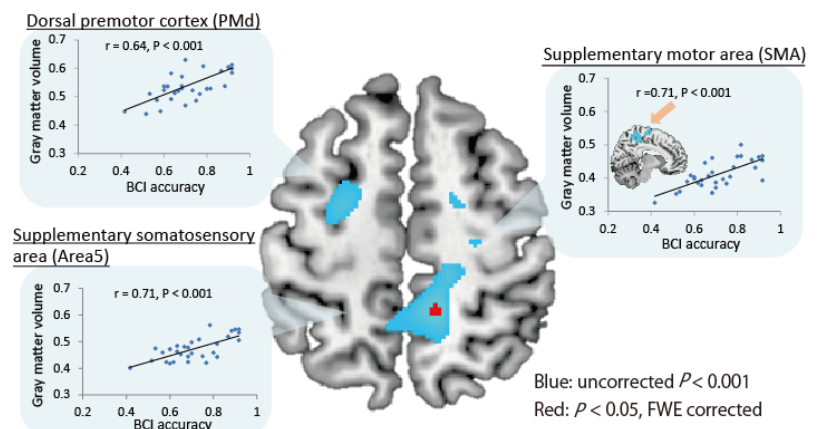 Dorsal premotor cortex (PMd)
r = 0.64, P < 0.001
Gray matter volume
0.7
0.6
0.5
0.4
0.3
0.2 0.4 0.6 0.8 1
BCI accuracy
Supplementary motor area (SMA)
r =0.71, P < 0.001
Gray matter volume
0.7
0.6
0.5
0.4
0.3
0.2 0.4 0.6 0.8 1
BCI accuracy
Supplementary somatosensory
area (Area5)
r = 0.71, P < 0.001
Gray matter volume
0.7
0.6
0.5
0.4
0.3
0.2 0.4 0.6 0.8 1
BCI accuracy
Blue: uncorrected P < 0.001
Red: P < 0.05, FWE corrected